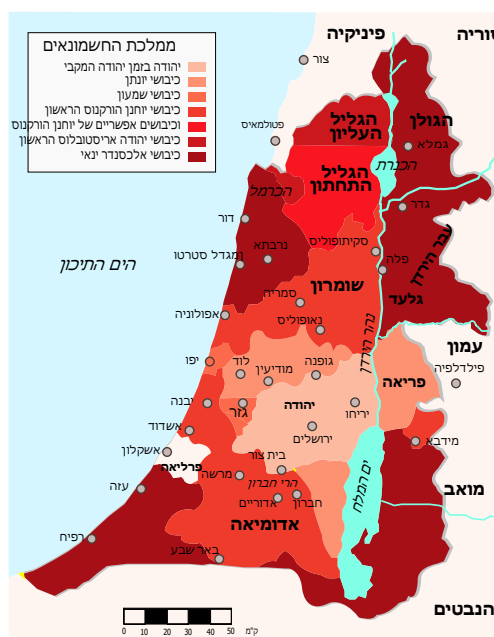 ממלכת החשמונאים
יהודה בזמן יהודה המקבי
כיבושי יונתן
כיבושי שמעון
כיבושי יוחנן הורקנוס הראשון
וכיבושים אפשריים של יוחנן הורקנוס
כיבושי יהודה אריסטובלוס הראשון
כיבושי אלכסנדר ינאי
פיניקיה
סוריה
צור
הגולן
הגליל
העליון
פטולמאיס
גמלא
הכנרת
הגליל
התחתון
הכרמל
גדר
דור
סקיתופוליס
עבר הירדן
נרבתא
ומגדל סטרטו
פלה
הים התיכון
שומרון
גלעד
סמריה
אפולוניה
נאופוליס
נהר הירדן
עמון
יפו
לוד
מודיעין
גופנה
פילדלפיה
פריאה
יבנה
גזר
יהודה
יריחו
אשדוד
ירושלים
מידבא
אשקלון
בית צור
פרליאה
מרשה
הרי חברון
ים המלח
עזה
אדוריים
חברון
מואב
אדומיאה
רפיח
באר שבע
הנבטים
0 10 20 30 40 50
ק"מ